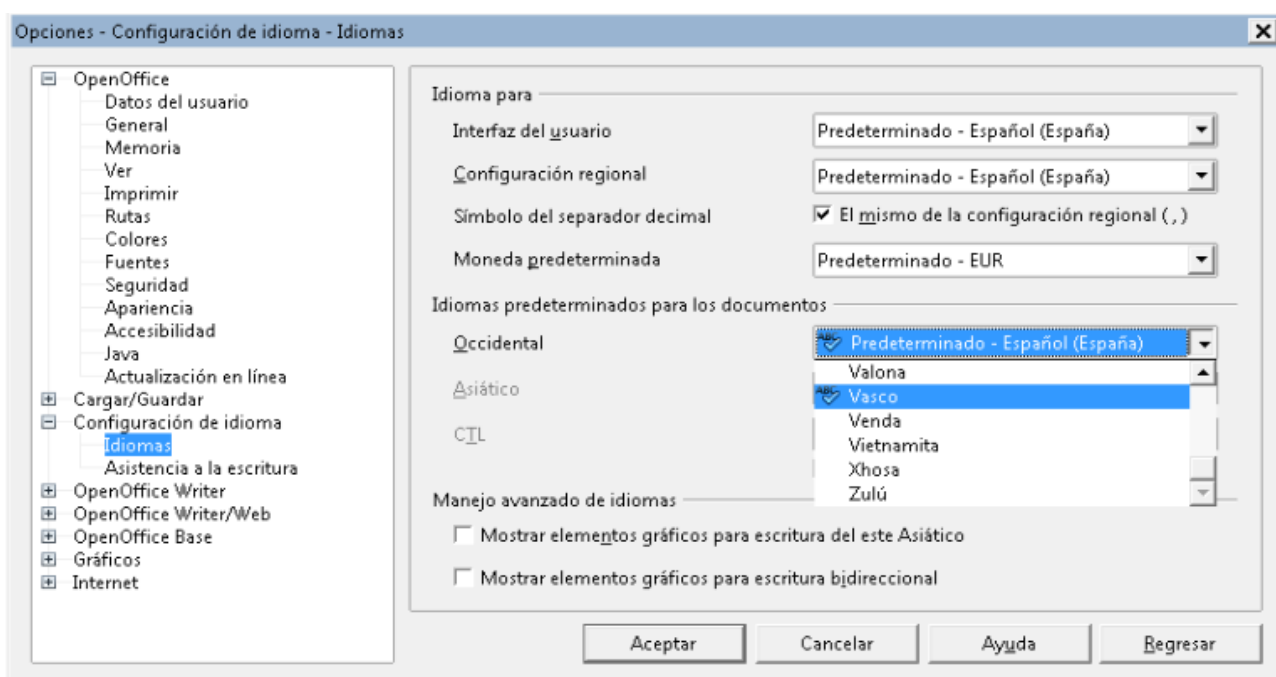 Opciones - Configuración de idioma - Idiomas
OpenOffice
Datos del usuario
General
Memoria
Ver
Imprimir
Rutas
Colores
Fuentes
Seguridad
Apariencia
Accesibilidad
Java
Actualización en línea
Cargar/Guardar
Configuración de idioma
Idiomas
Asistencia a la escritura
OpenOffice Writer
OpenOffice Writer/Web
OpenOffice Base
Gráficos
Internet
Idioma para
Interfaz del usuario Predeterminado - Español (España)
Configuración regional Predeterminado - Español (España)
Símbolo del separador decimal El mismo de la configuración regional ( , )
Moneda predeterminada Predeterminado - EUR
Idiomas predeterminados para los documentos
Occidental ABC Predeterminado - Español (España)
Valona
Asiático ABC Vasco
Venda
CTL Vietnamita
Xhosa
Zulú
Manejo avanzado de idiomas
Mostrar elementos gráficos para escritura del este Asiático
Mostrar elementos gráficos para escritura bidireccional
Aceptar Cancelar Ayuda Regresar